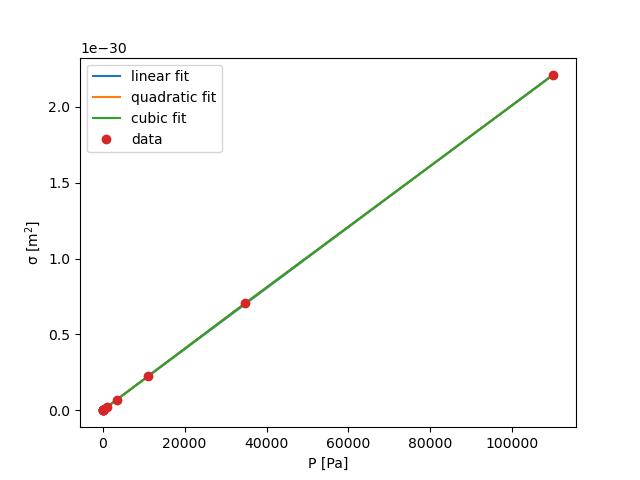 1e−30
linear fit
quadratic fit
cubic fit
data
2.0
1.5
1.0
0.5
0.0
σ [m²]
0
20000
40000
60000
80000
100000
P [Pa]